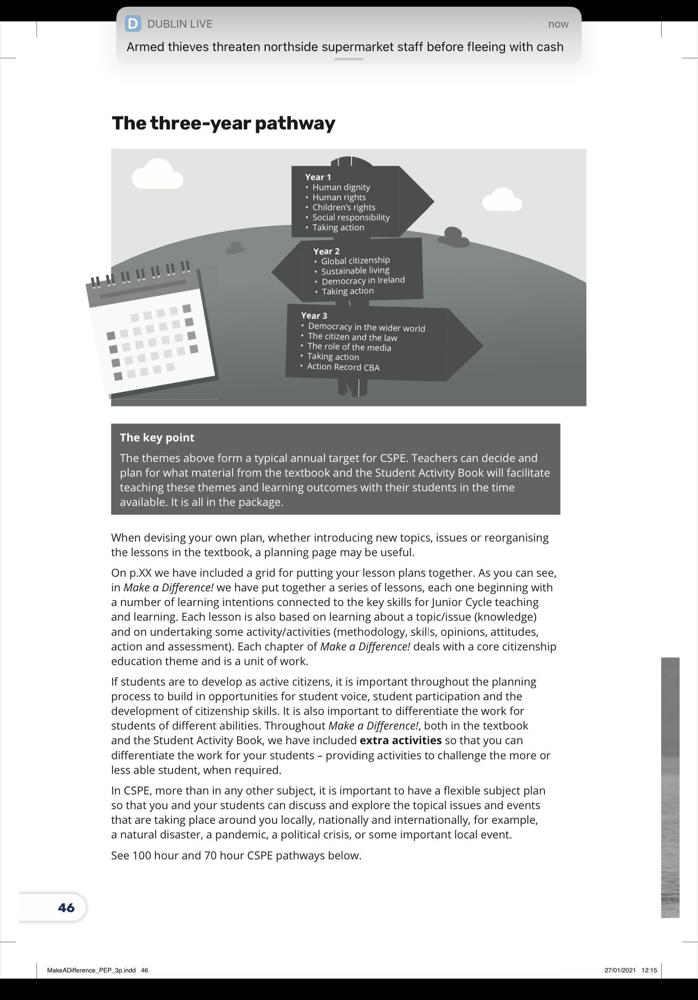 D DUBLIN LIVE now
Armed thieves threaten northside supermarket staff before fleeing with cash
The three-year pathway
Year 1
• Human dignity
• Human rights
• Children’s rights
• Social responsibility
• Taking action
Year 2
• Global citizenship
• Sustainable living
• Democracy in Ireland
• Taking action
Year 3
• Democracy in the wider world
• The citizen and the law
• The role of the media
• Taking action
• Action Record CBA
The key point
The themes above form a typical annual target for CSPE. Teachers can decide and
plan for what material from the textbook and the Student Activity Book will facilitate
teaching these themes and learning outcomes with their students in the time
available. It is all in the package.
When devising your own plan, whether introducing new topics, issues or reorganising
the lessons in the textbook, a planning page may be useful.
On p.XX we have included a grid for putting your lesson plans together. As you can see,
in Make a Difference! we have put together a series of lessons, each one beginning with
a number of learning intentions connected to the key skills for Junior Cycle teaching
and learning. Each lesson is also based on learning about a topic/issue (knowledge)
and on undertaking some activity/activities (methodology, skills, opinions, attitudes,
action and assessment). Each chapter of Make a Difference! deals with a core citizenship
education theme and is a unit of work.
If students are to develop as active citizens, it is important throughout the planning
process to build in opportunities for student voice, student participation and the
development of citizenship skills. It is also important to differentiate the work for
students of different abilities. Throughout Make a Difference!, both in the textbook
and the Student Activity Book, we have included extra activities so that you can
differentiate the work for your students – providing activities to challenge the more or
less able student, when required.
In CSPE, more than in any other subject, it is important to have a flexible subject plan
so that you and your students can discuss and explore the topical issues and events
that are taking place around you locally, nationally and internationally, for example,
a natural disaster, a pandemic, a political crisis, or some important local event.
See 100 hour and 70 hour CSPE pathways below.
46
MakeADifference_PEP_3p.indd 46 27/01/2021 12:15